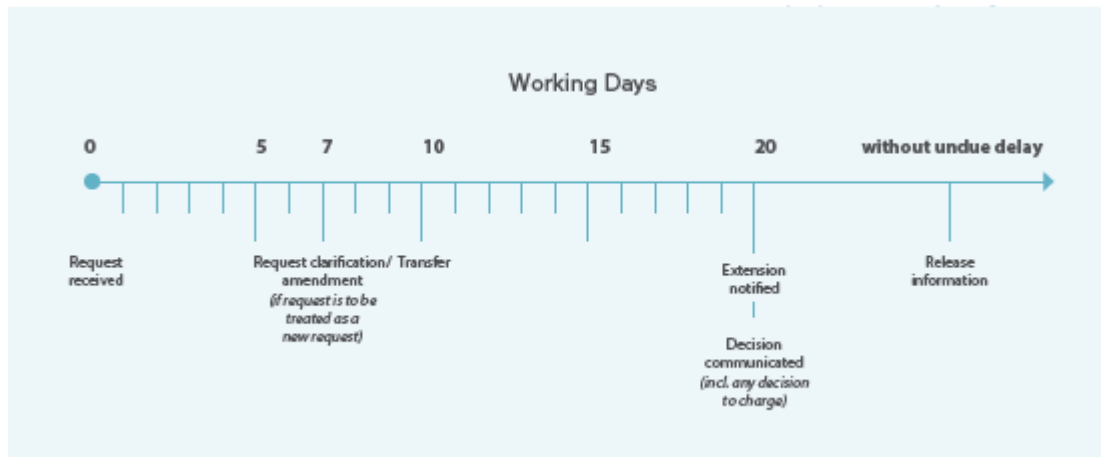 Working Days
0 5 7 10 15 20 without undue delay
Request
received
Request clarification/
amendment
(if request is to be
treated as a
new request)
Transfer
Extension
notified
Decision
communicated
(incl. any decision
to charge)
Release
information